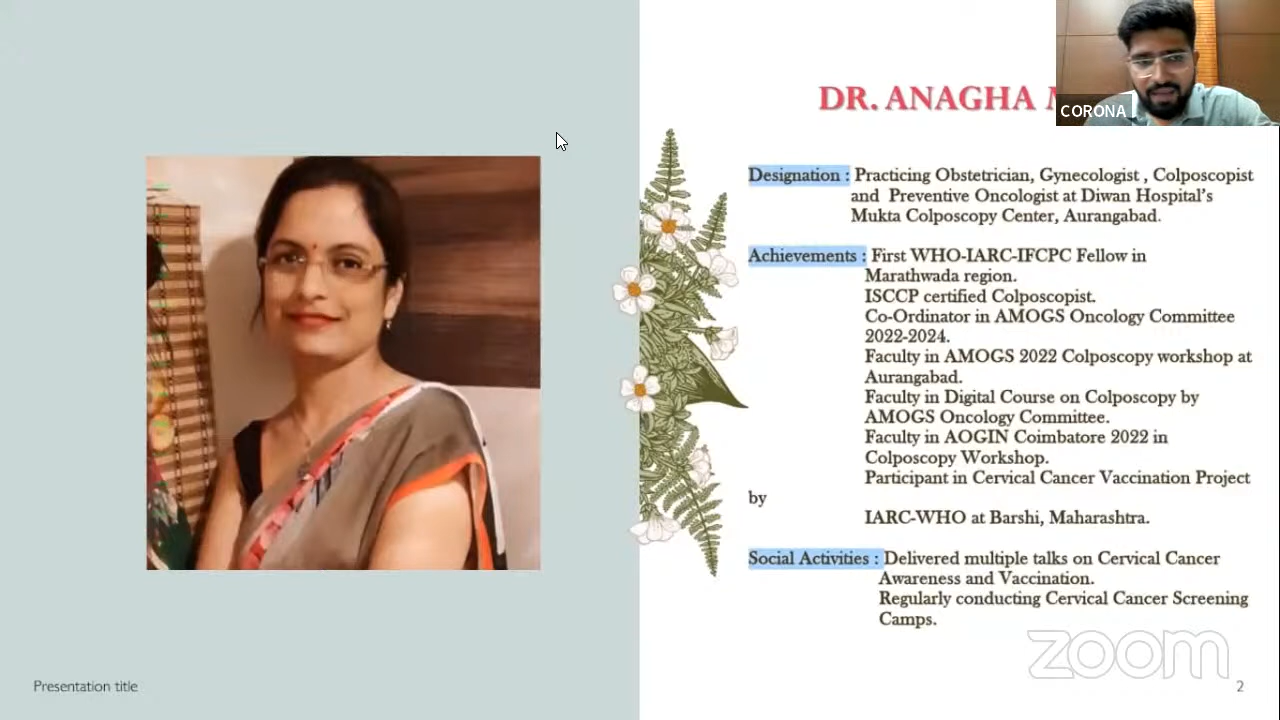 DR. ANAGHA
CORONA
Designation : Practicing Obstetrician, Gynecologist , Colposcopist
and Preventive Oncologist at Diwan Hospital's
Mukta Colposcopy Center, Aurangabad.
Achievements : First WHO-IARC-IFCPC Fellow in
Marathwada region.
ISCCP certified Colposcopist.
Co-Ordinator in AMOGS Oncology Committee
2022-2024.
Faculty in AMOGS 2022 Colposcopy workshop at
Aurangabad.
Faculty in Digital Course on Colposcopy by
AMOGS Oncology Committee.
Faculty in AOGIN Coimbatore 2022 in
Colposcopy Workshop.
Participant in Cervical Cancer Vaccination Project
by
IARC-WHO at Barshi, Maharashtra.
Social Activities : Delivered multiple talks on Cervical Cancer
Awareness and Vaccination.
Regularly conducting Cervical Cancer Screening
Camps.
zoom
Presentation title
2